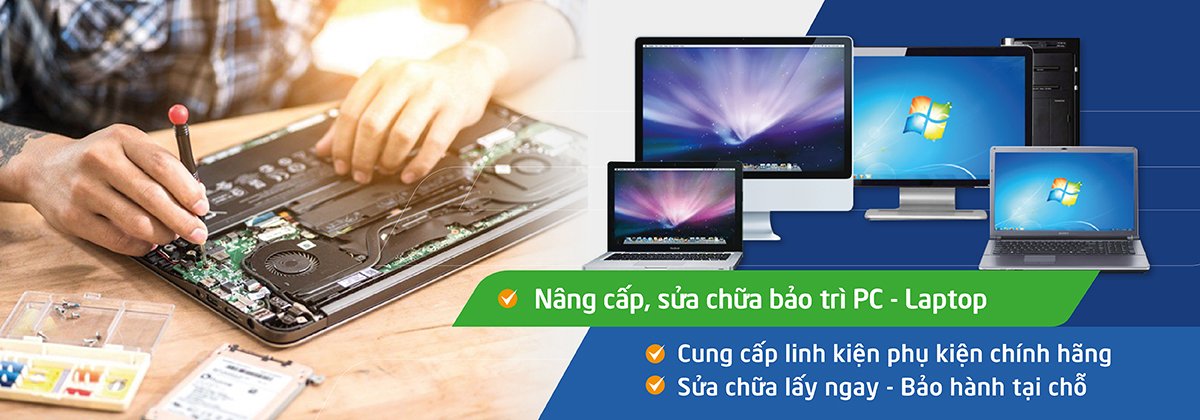 Nâng cấp, sửa chữa bảo trì PC - Laptop
Cung cấp linh kiện phụ kiện chính hãng
Sửa chữa lấy ngay - Bảo hành tại chỗ